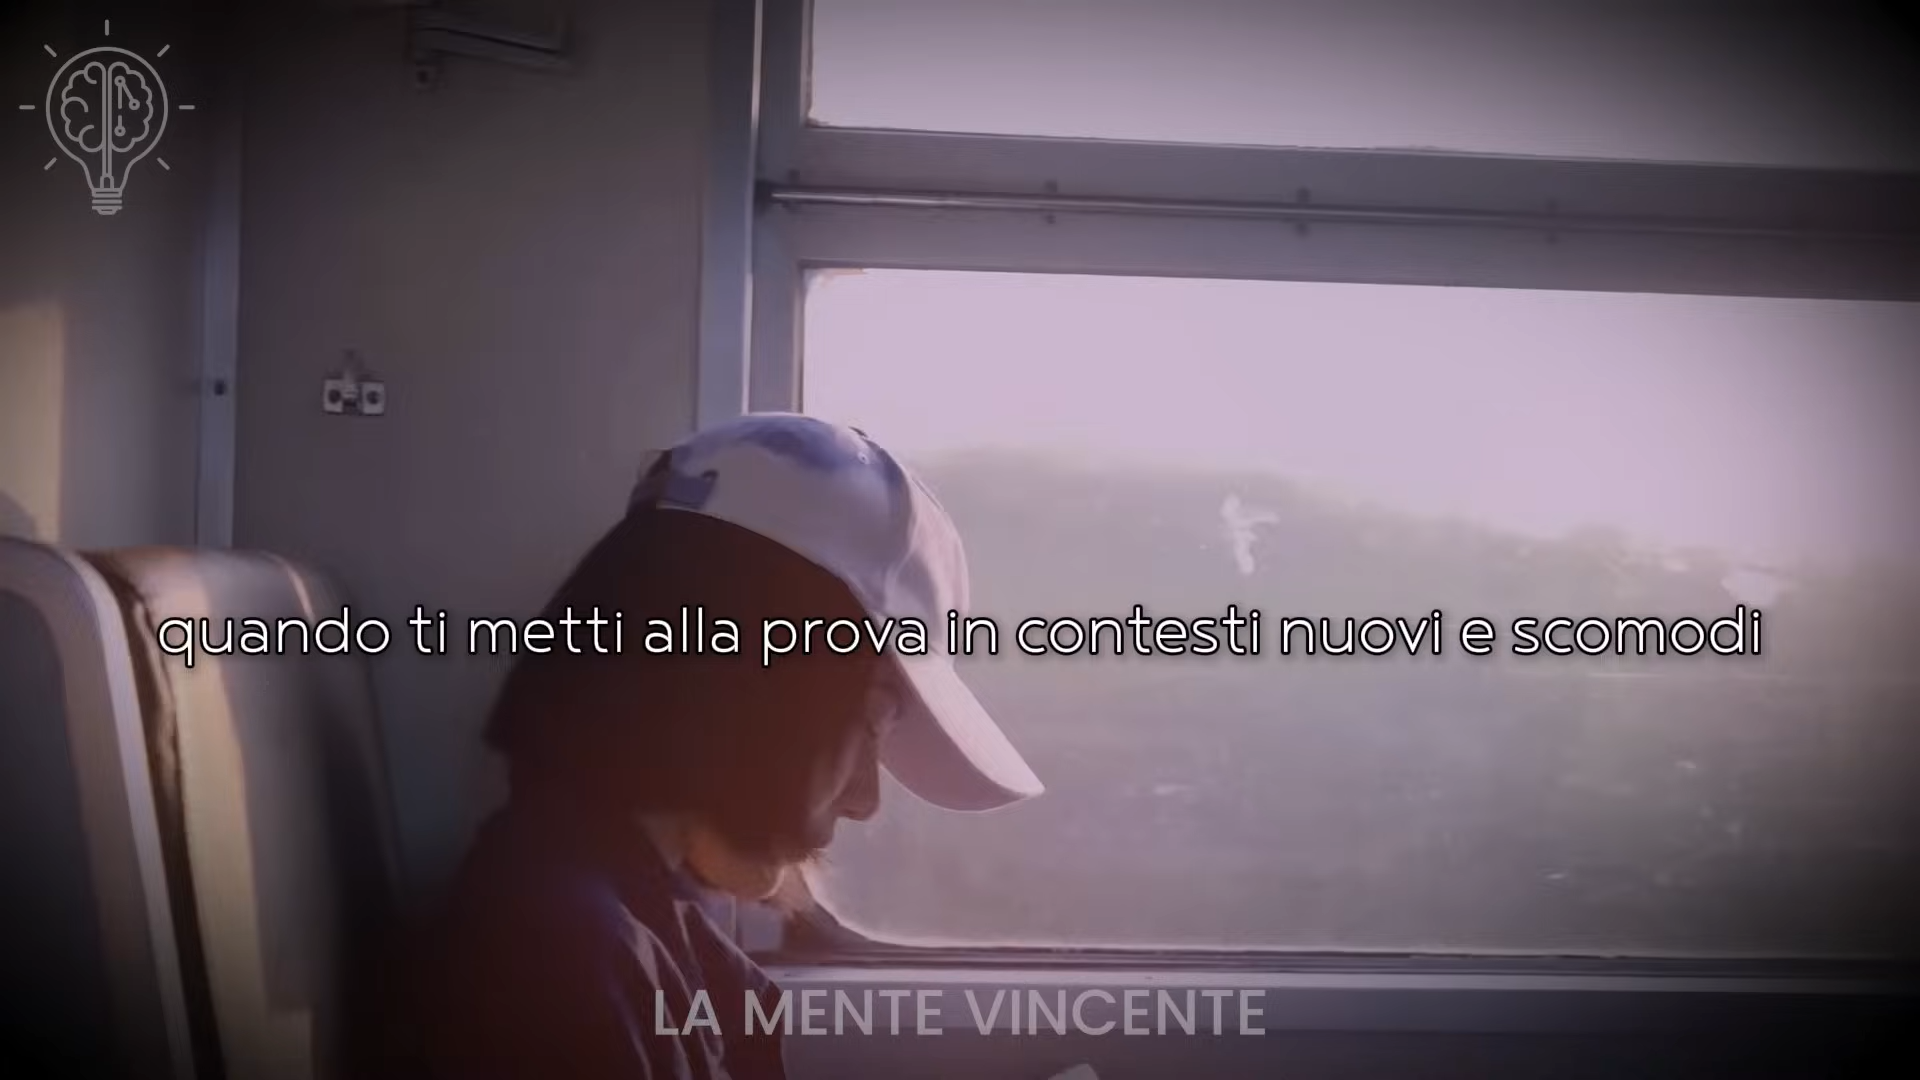 quando ti metti alla prova in contesti nuovi e scomodi
LA MENTE VINCENTE